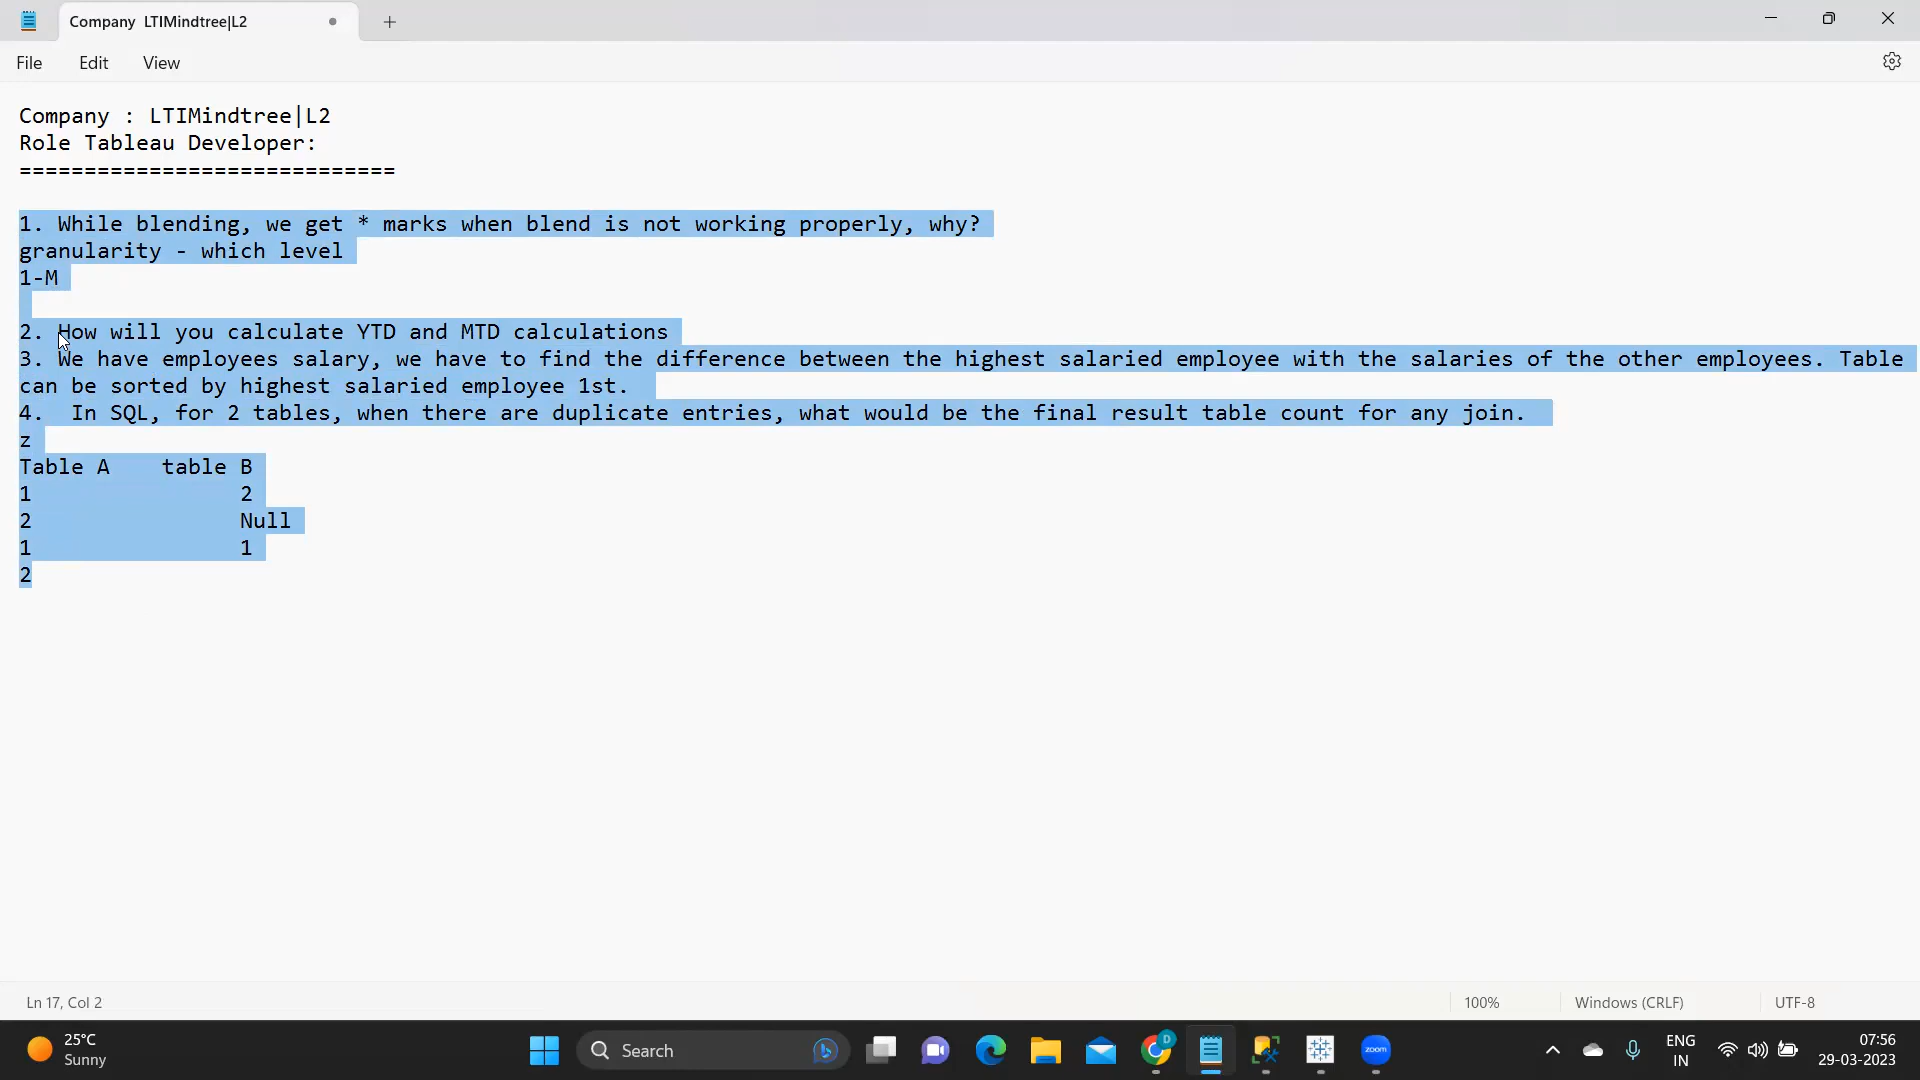 Company LTIMindtree|L2
File Edit View
Company : LTIMindtree|L2
Role Tableau Developer:
=============================
1. While blending, we get * marks when blend is not working properly, why?
granularity - which level
1-M
2. How will you calculate YTD and MTD calculations
3. We have employees salary, we have to find the difference between the highest salaried employee with the salaries of the other employees. Table
can be sorted by highest salaried employee 1st.
4.  In SQL, for 2 tables, when there are duplicate entries, what would be the final result table count for any join.
z
Table A    table B
1                2
2                Null
1                1
2
Ln 17, Col 2 100% Windows (CRLF) UTF-8
25°C
Sunny
Search
D
zoom
ENG
IN
07:56
29-03-2023